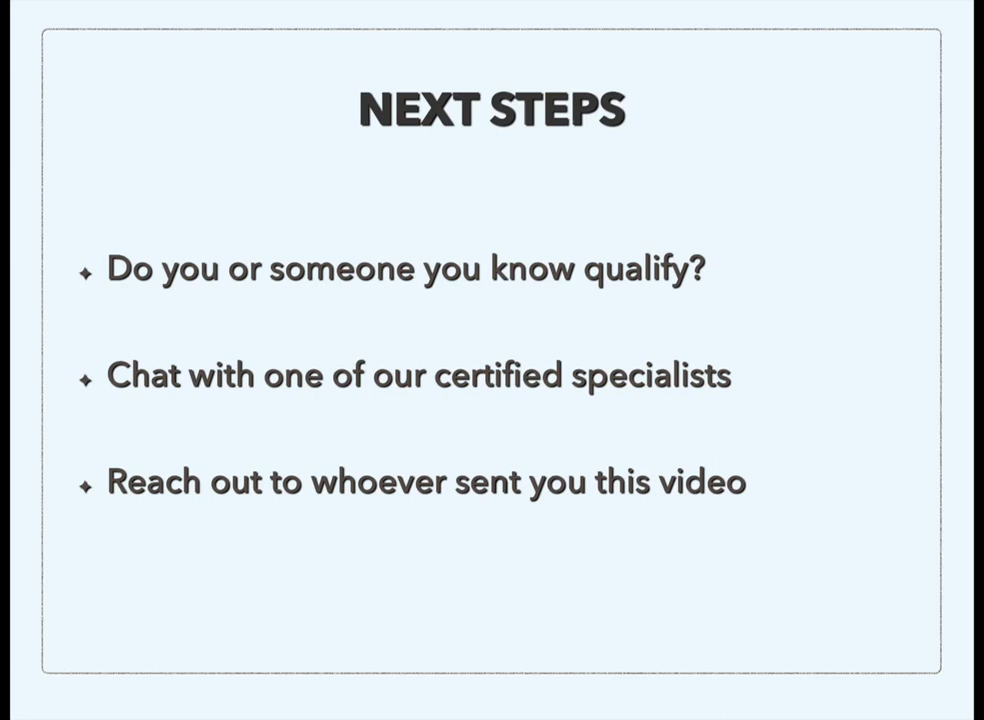 NEXT STEPS
Do you or someone you know qualify?
Chat with one of our certified specialists
Reach out to whoever sent you this video